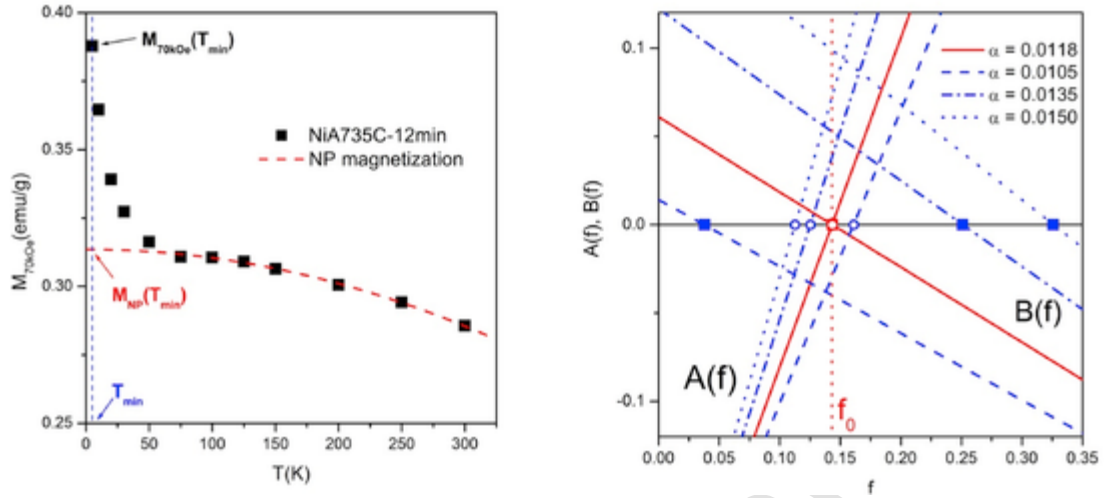 0.40
0.35
0.30
0.25
M70kOe(emu/g)
M70kOe(Tmin)
NiA735C-12min
NP magnetization
MNP(Tmin)
Tmin
0 50 100 150 200 250 300
T(K)
0.1
0.0
-0.1
A(f), B(f)
α = 0.0118
α = 0.0105
α = 0.0135
α = 0.0150
B(f)
A(f)
f0
0.00 0.05 0.10 0.15 0.20 0.25 0.30 0.35
f